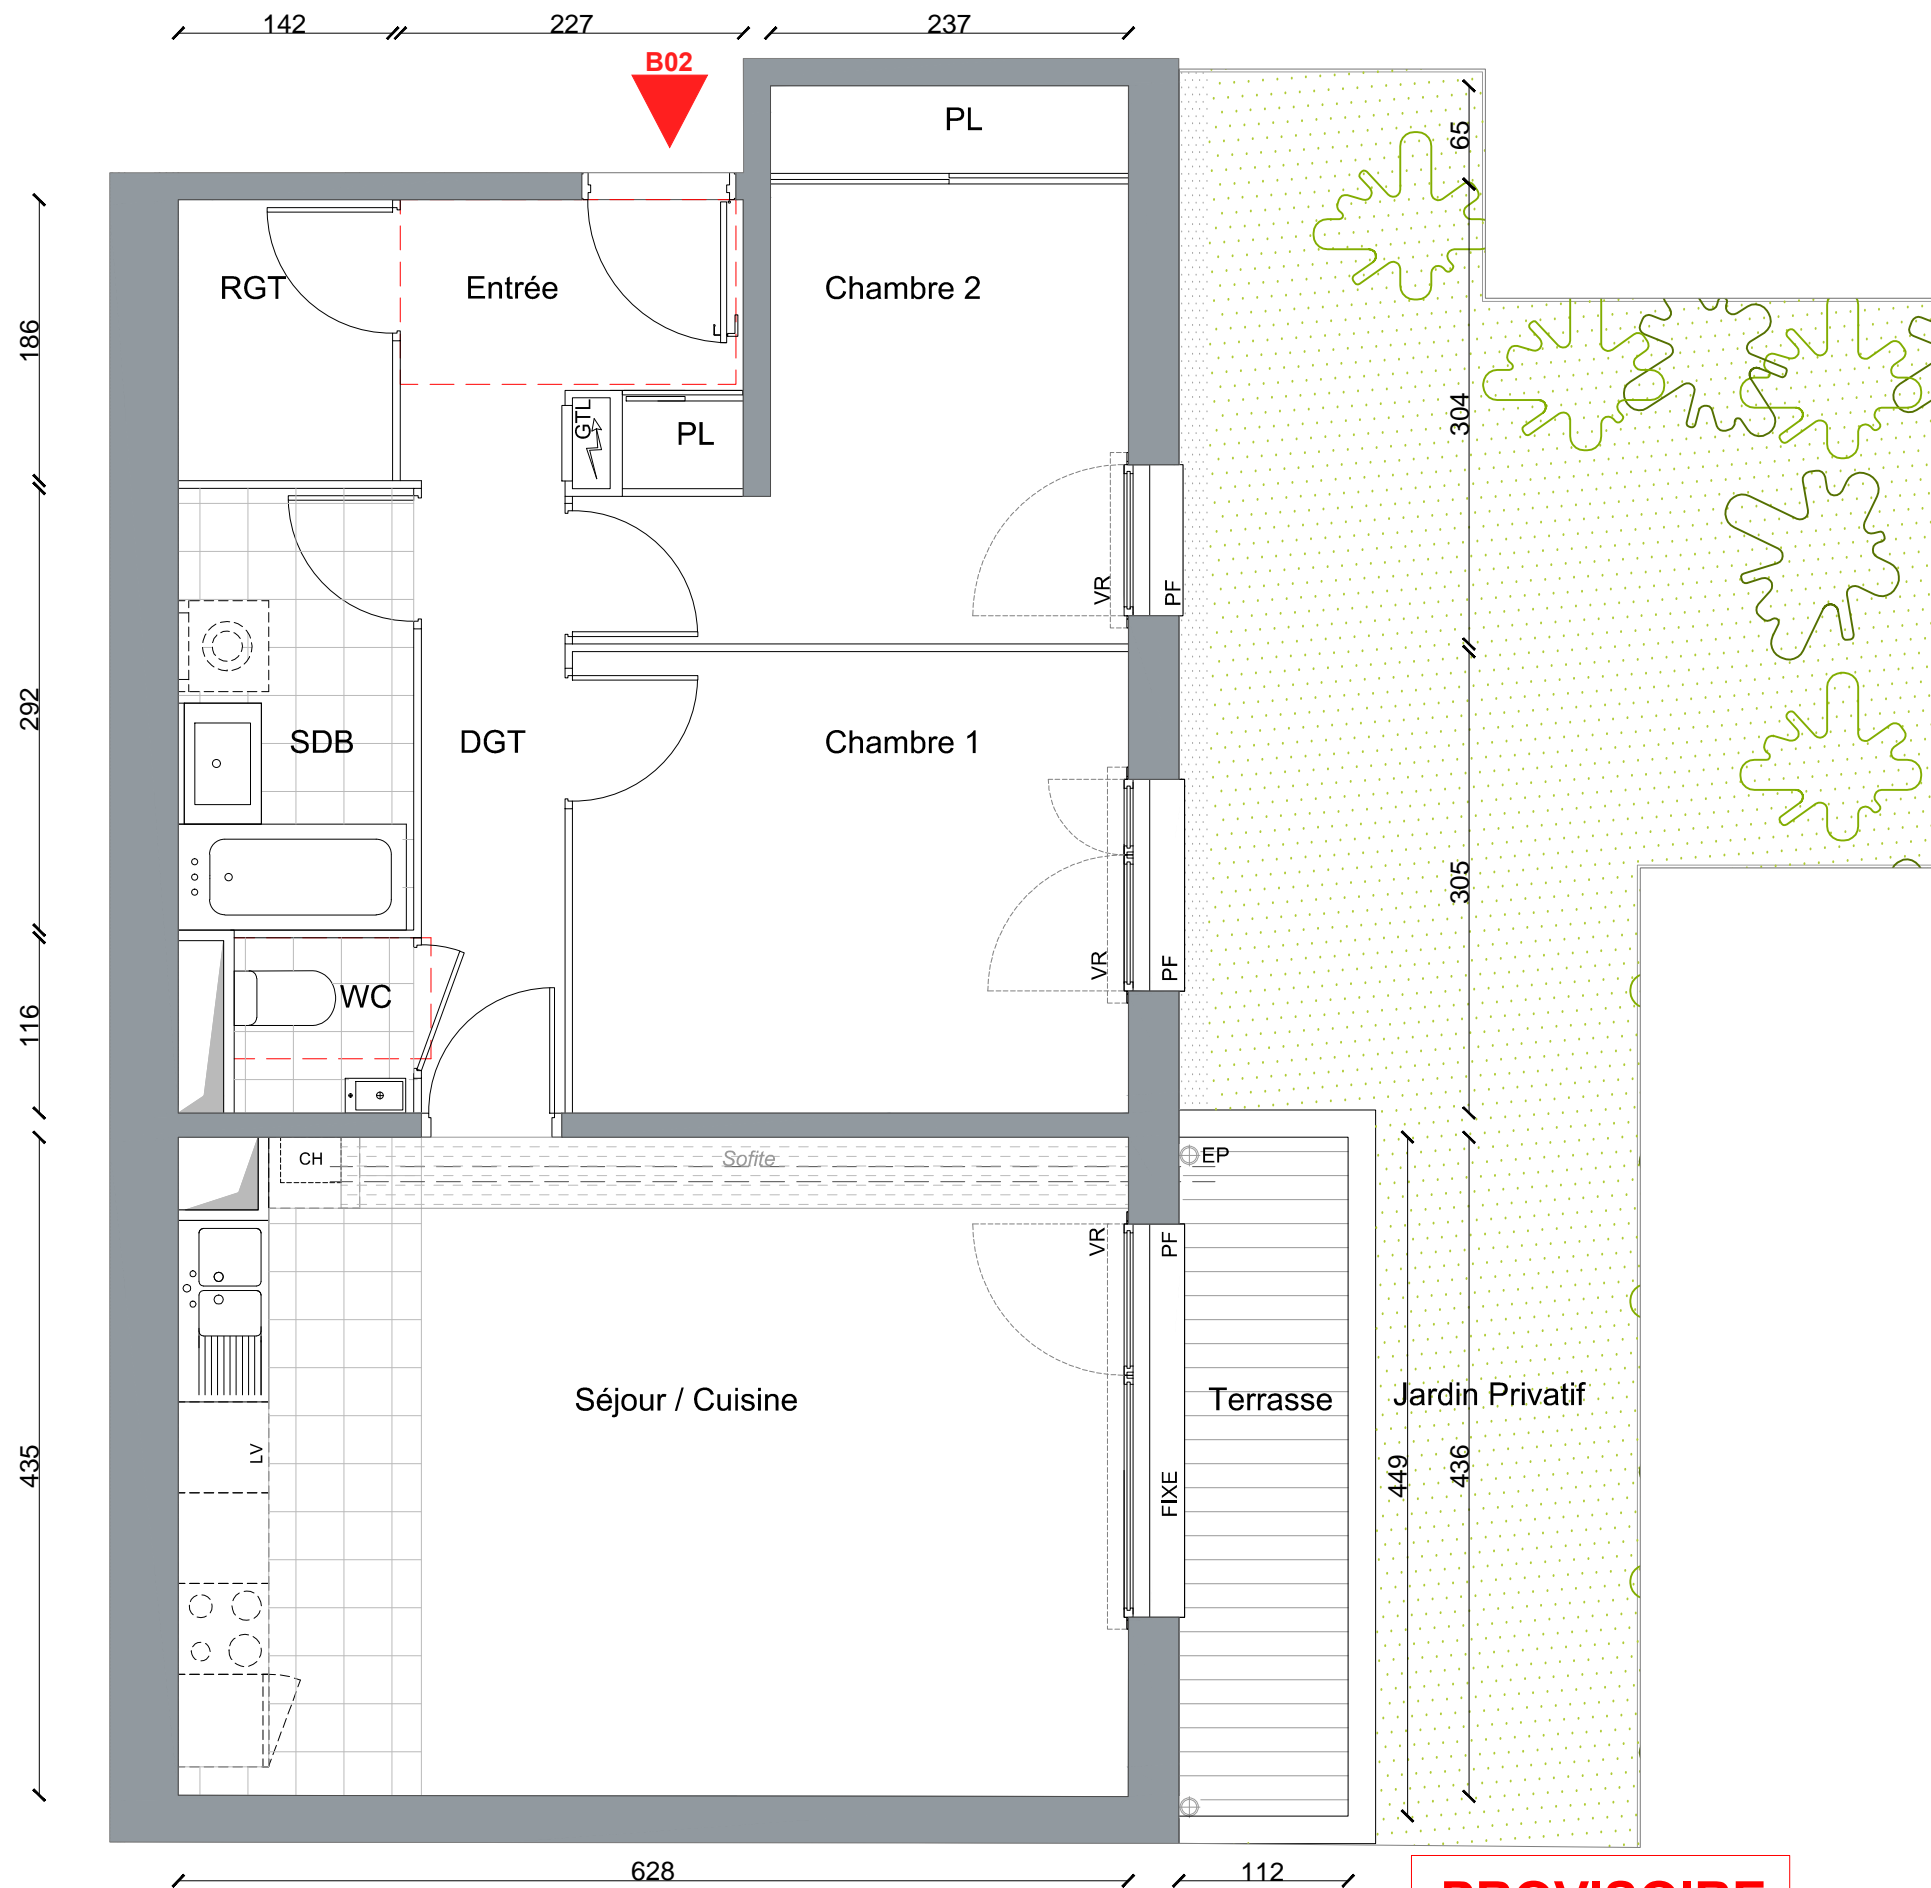 142
227
237
B02
PL
65
RGT
Entrée
Chambre 2
186
304
GTL
PL
VR
PF
292
SDB
DGT
Chambre 1
305
VR
PF
WC
116
CH
Sofite
EP
VR
PF
Séjour / Cuisine
Terrasse
Jardin Privatif
LV
435
FIXE
449
436
628
112
PROVISOIRE